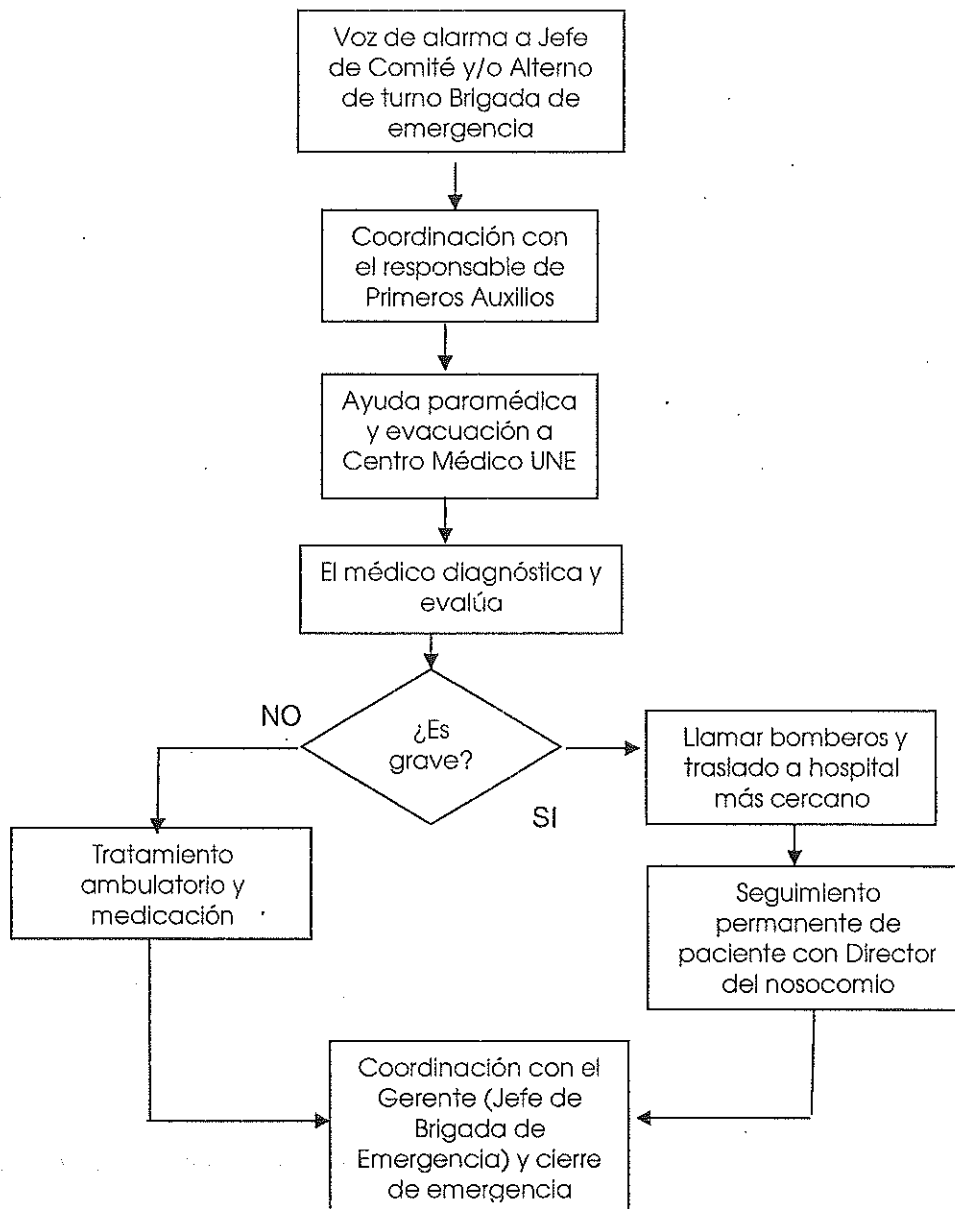 Voz de alarma a Jefe
de Comité y/o Alterno
de turno Brigada de
emergencia
Coordinación con
el responsable de
Primeros Auxilios
Ayuda paramédica
y evacuación a
Centro Médico UNE
El médico diagnóstica y
evalúa
¿Es
grave?
NO
SI
Llamar bomberos y
traslado a hospital
más cercano
Tratamiento
ambulatorio y
medicación
Seguimiento
permanente de
paciente con Director
del nosocomio
Coordinación con el
Gerente (Jefe de
Brigada de
Emergencia) y cierre
de emergencia